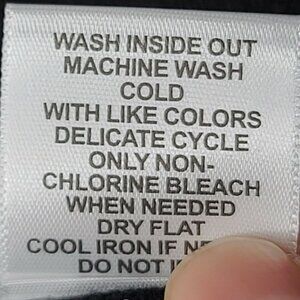 WASH INSIDE OUT
MACHINE WASH
COLD
WITH LIKE COLORS
DELICATE CYCLE
ONLY NON-
CHLORINE BLEACH
WHEN NEEDED
DRY FLAT
COOL IRON IF
DO NOT